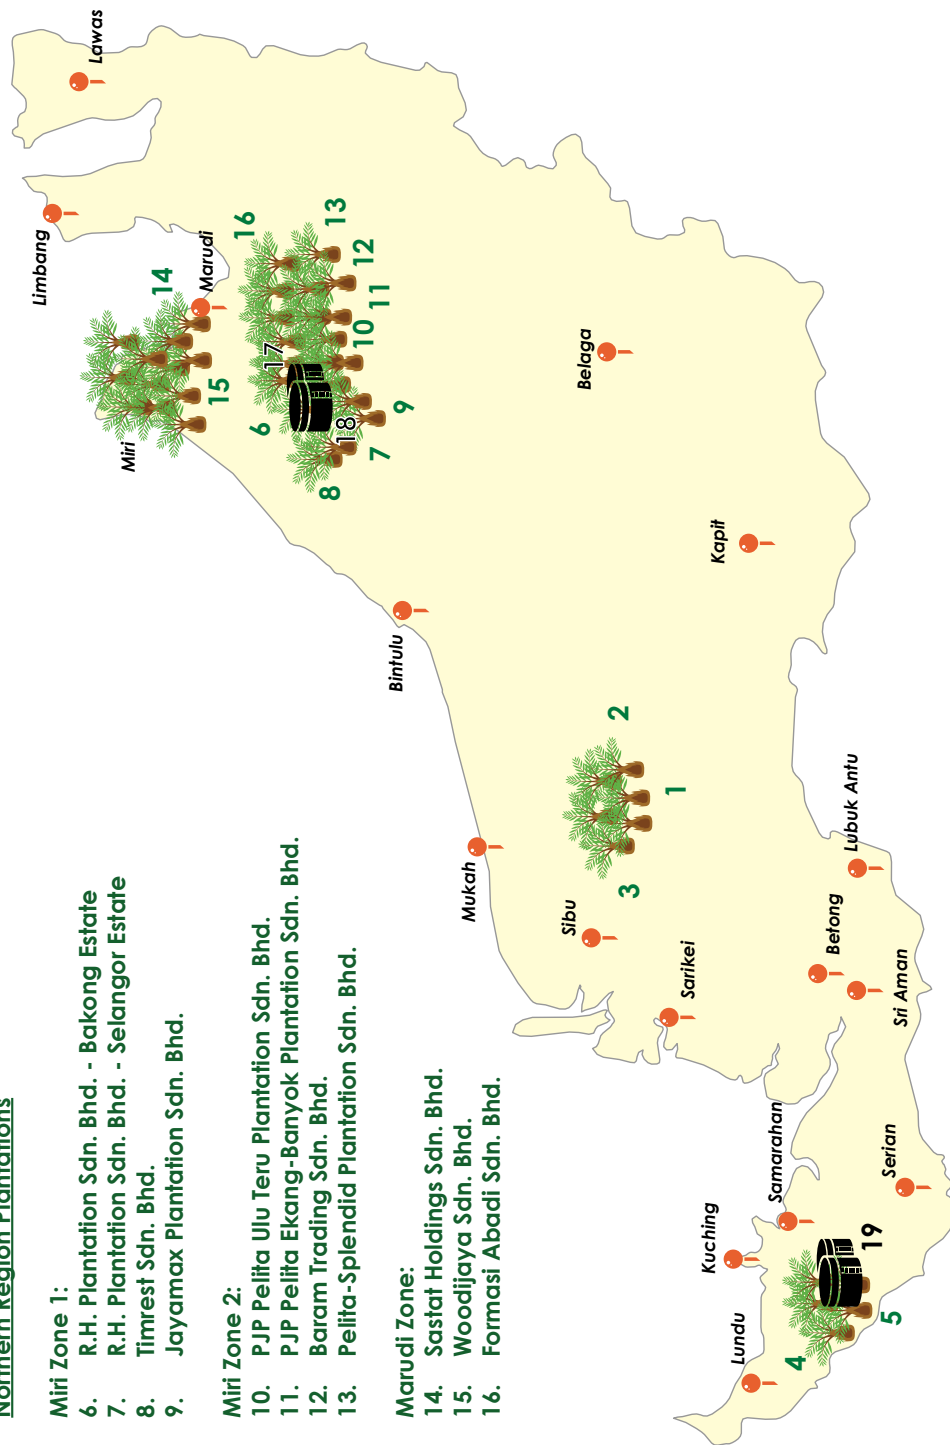 Northern Region Plantations
Miri Zone 1:
6. R.H. Plantation Sdn. Bhd. - Bakong Estate
7. R.H. Plantation Sdn. Bhd. - Selangor Estate
8. Timrest Sdn. Bhd.
9. Jayamax Plantation Sdn. Bhd.
Miri Zone 2:
10. PJP Pelita Ulu Teru Plantation Sdn. Bhd.
11. PJP Pelita Ekang-Banyok Plantation Sdn. Bhd.
12. Baram Trading Sdn. Bhd.
13. Pelita-Splendid Plantation Sdn. Bhd.
Marudi Zone:
14. Sastat Holdings Sdn. Bhd.
15. Woodijaya Sdn. Bhd.
16. Formasi Abadi Sdn. Bhd.
Lawas
Limbang
Marudi
14
15
Miri
16
13
12
11
10
17
6
18
9
7
8
Belaga
Kapit
Bintulu
2
1
3
Mukah
Sibu
Sarikei
Lubuk Antu
Betong
Sri Aman
Samarahan
Serian
Kuching
19
5
4
Lundu